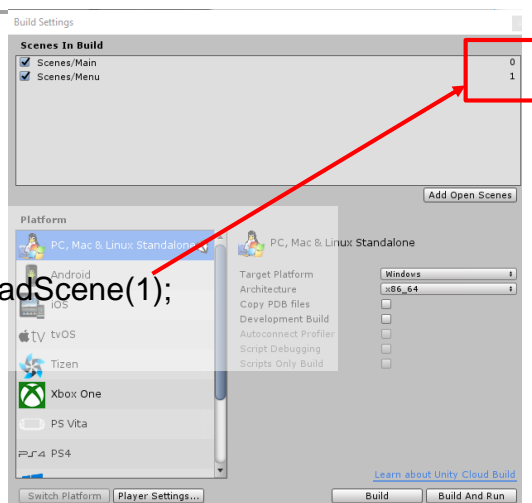 Build Settings
Scenes In Build
Scenes/Main 0
Scenes/Menu 1
Add Open Scenes
Platform
PC, Mac & Linux Standalone
Android
iOS
tv tvOS
Tizen
Xbox One
PS Vita
PS4 PS4
PC, Mac & Linux Standalone
Target Platform Windows
Architecture x86_64
Copy PDB files
Development Build
Autoconnect Profiler
Script Debugging
Scripts Only Build
adScene(1);
Learn about Unity Cloud Build
Switch Platform Player Settings...
Build Build And Run